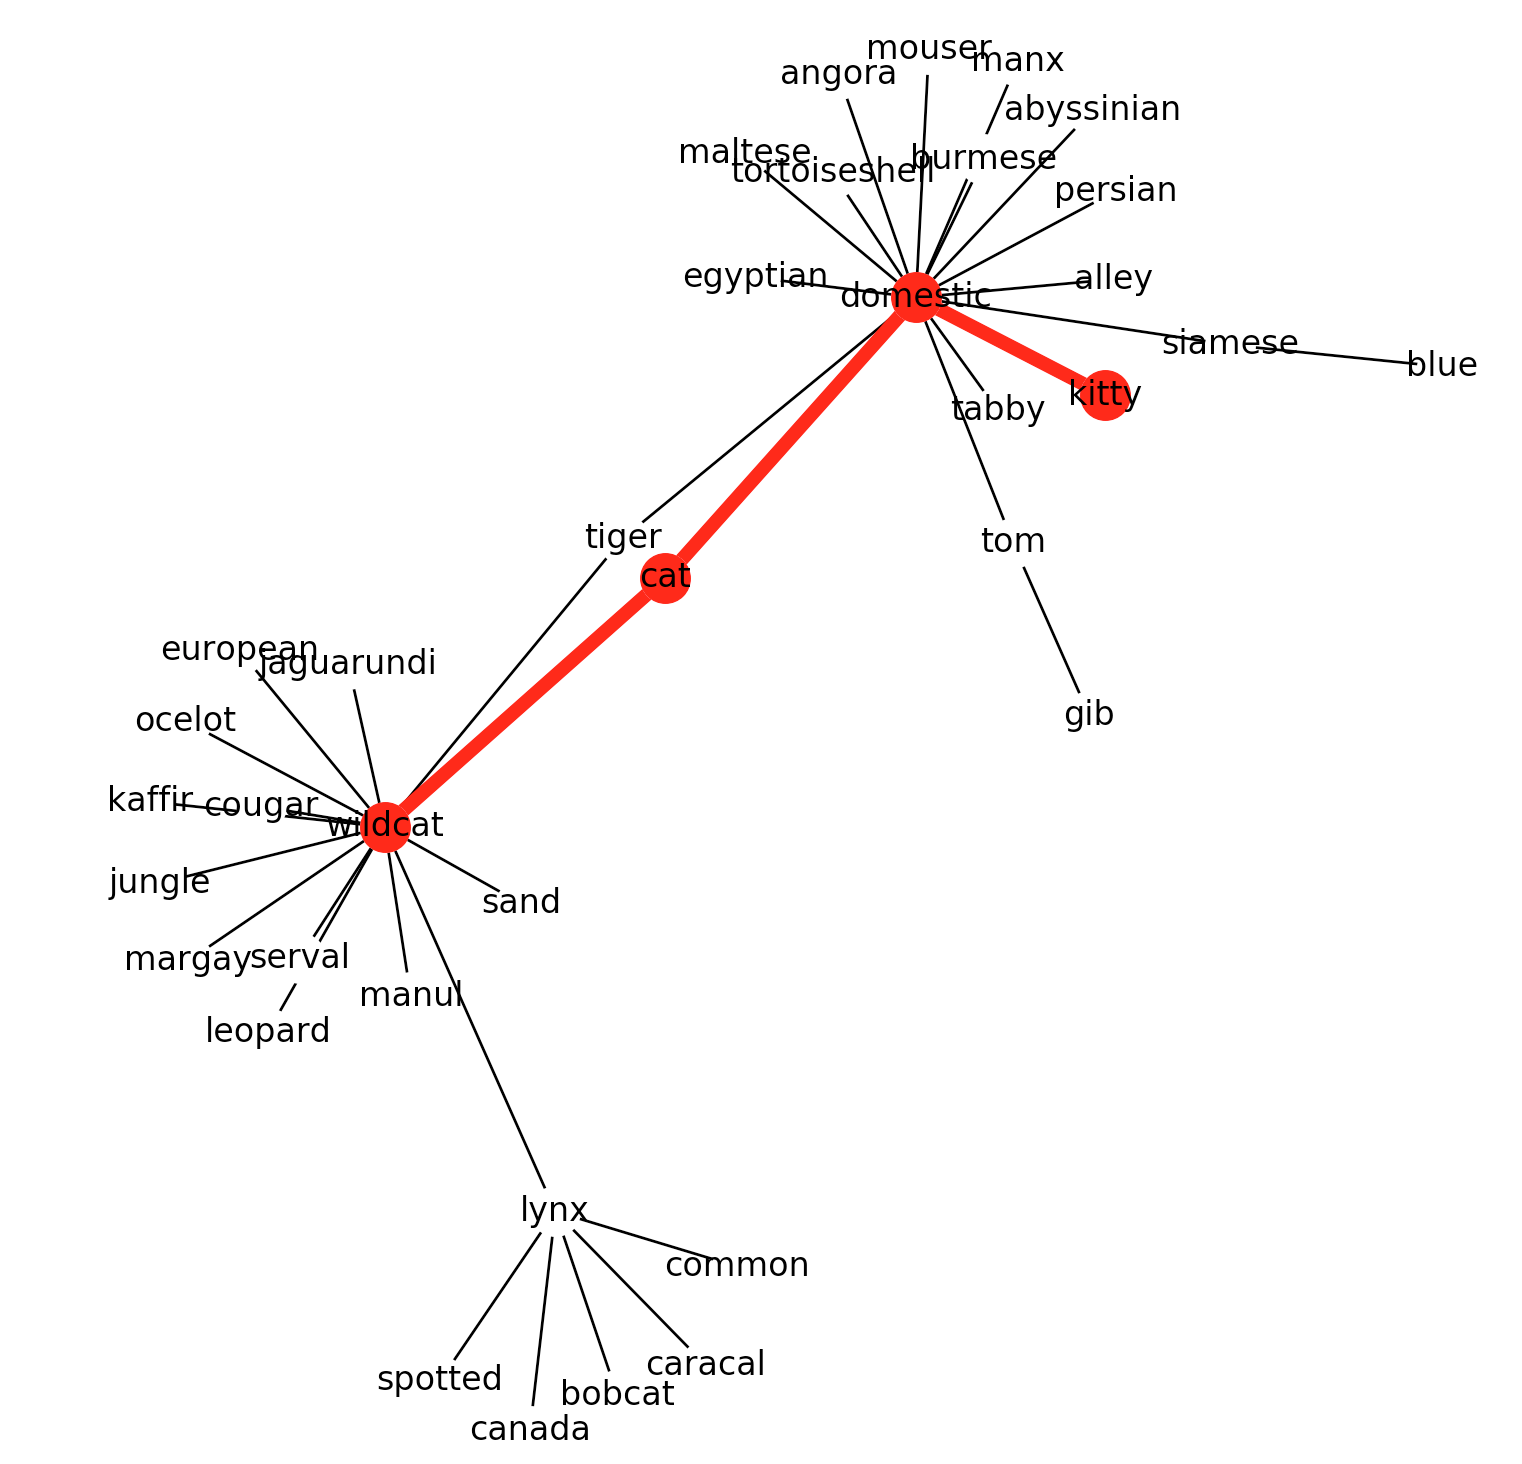 mouser
manx
angora
abyssinian
maltese
burmese
tortoiseshell
persian
egyptian
alley
domestic
siamese
blue
kitty
tabby
tiger
tom
cat
european
jaguarundi
gib
ocelot
kaffir
cougar
wildcat
jungle
sand
margay
serval
manul
leopard
lynx
common
caracal
spotted
bobcat
canada